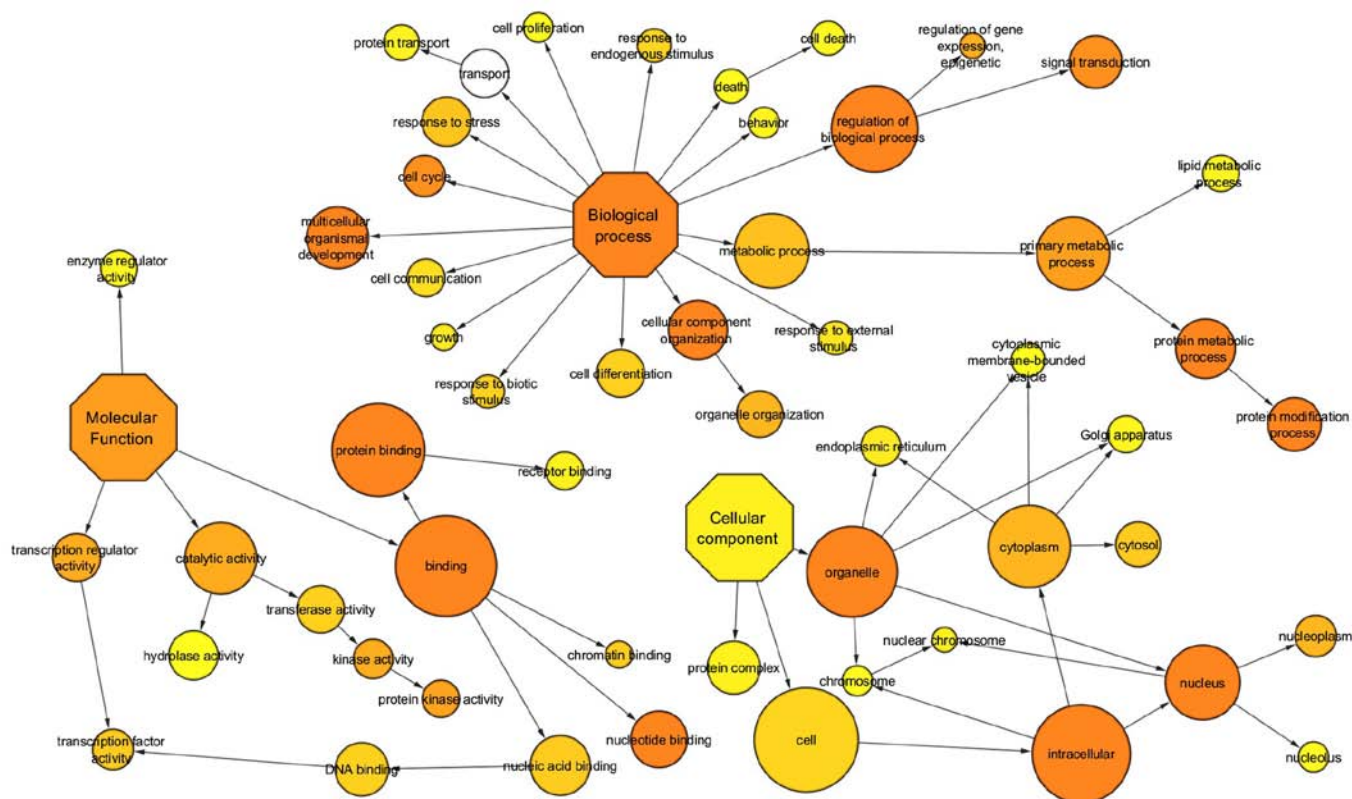 cell proliferation
protein transport
response to
endogenous stimulus
cell death
regulation of gene
expression,
epigenetic
signal transduction
transport
death
response to stress
behavior
regulation of
biological process
cell cycle
lipid metabolic
process
multicellular
organismal
development
Biological
process
metabolic process
primary metabolic
process
enzyme regulator
activity
cell communication
growth
cellular component
organization
response to external
stimulus
cytoplasmic
membrane-bounded
vesicle
protein metabolic
process
response to biotic
stimulus
cell differentiation
organelle organization
protein modification
process
Molecular
Function
protein binding
receptor binding
endoplasmic reticulum
Golgi apparatus
Cellular
component
transcription regulator
activity
catalytic activity
binding
organelle
cytoplasm
cytosol
transferase activity
hydrolase activity
kinase activity
chromatin binding
protein complex
nuclear chromosome
nucleoplasm
chromosome
nucleus
protein kinase activity
transcription factor
activity
DNA binding
nucleic acid binding
nucleotide binding
cell
intracellular
nucleolus